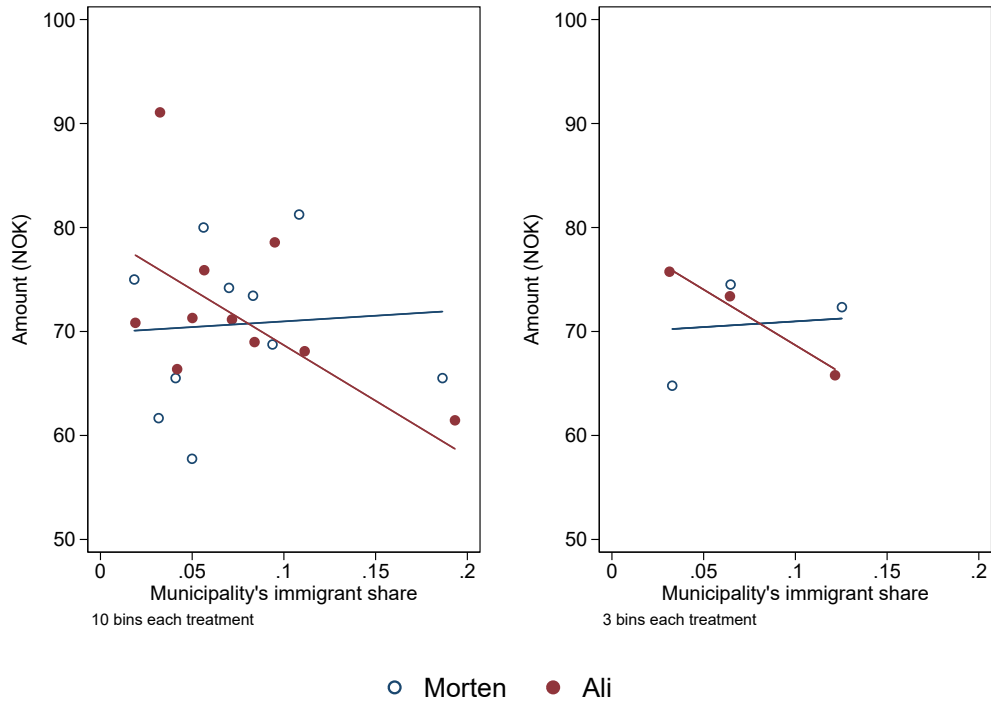 100
90
80
70
60
50
Amount (NOK)
0 .05 .1 .15 .2
Municipality's immigrant share
10 bins each treatment
100
90
80
70
60
50
Amount (NOK)
0 .05 .1 .15 .2
Municipality's immigrant share
3 bins each treatment
Morten Ali